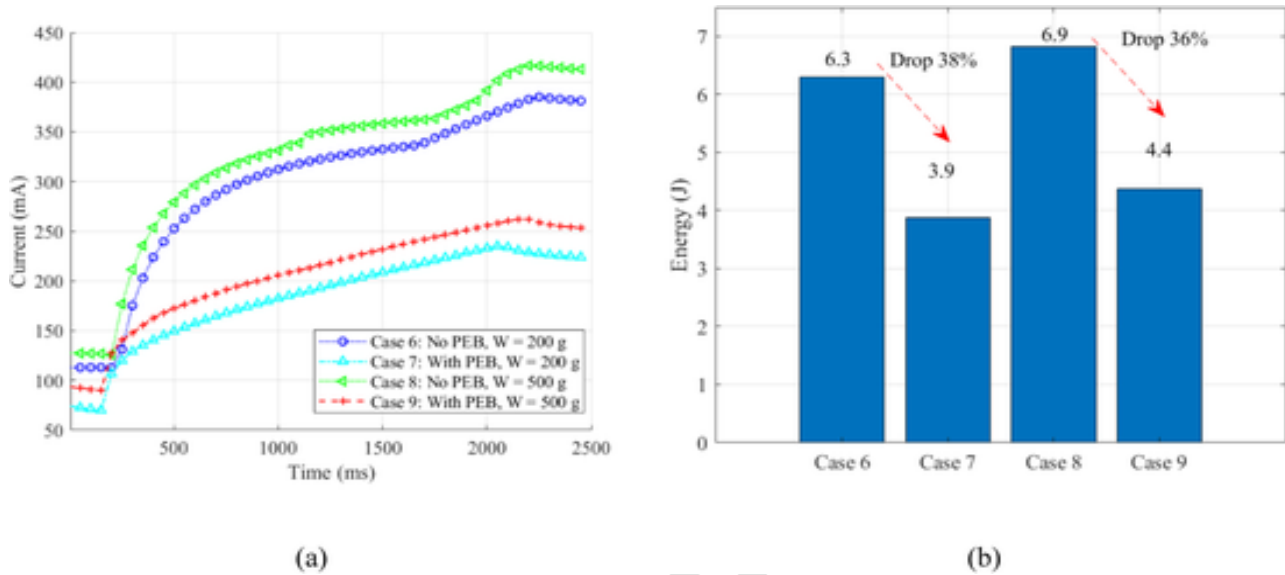 450
400
350
300
250
200
150
100
50
Current (mA)
500
1000
1500
2000
2500
Time (ms)
Case 6: No PEB, W = 200 g
Case 7: With PEB, W = 200 g
Case 8: No PEB, W = 500 g
Case 9: With PEB, W = 500 g
(a)
7
6
5
4
3
2
1
0
Energy (J)
6.3
Drop 38%
3.9
6.9
Drop 36%
4.4
Case 6
Case 7
Case 8
Case 9
(b)